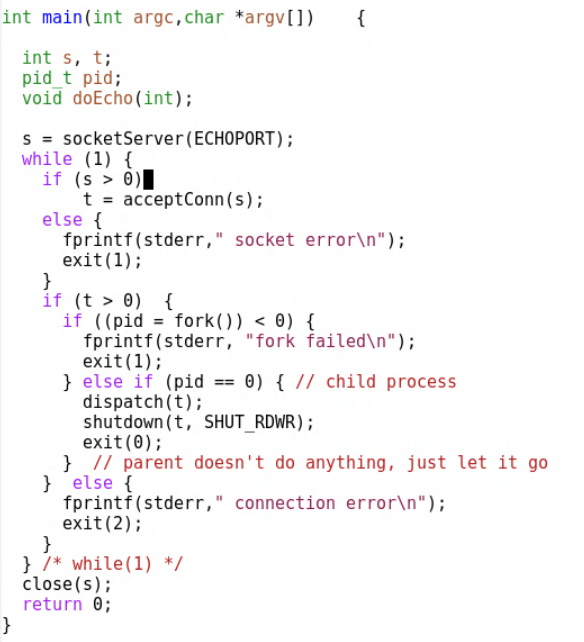 int main(int argc,char *argv[])    {

  int s, t;
  pid_t pid;
  void doEcho(int);

  s = socketServer(ECHOPORT);
  while (1) {
    if (s > 0)
        t = acceptConn(s);
    else {
      fprintf(stderr," socket error\n");
      exit(1);
    }
    if (t > 0)  {
      if ((pid = fork()) < 0) {
        fprintf(stderr, "fork failed\n");
        exit(1);
      } else if (pid == 0) { // child process
        dispatch(t);
        shutdown(t, SHUT_RDWR);
        exit(0);
      }  // parent doesn't do anything, just let it go
    }  else {
      fprintf(stderr," connection error\n");
      exit(2);
    }
  } /* while(1) */
  close(s);
  return 0;
}